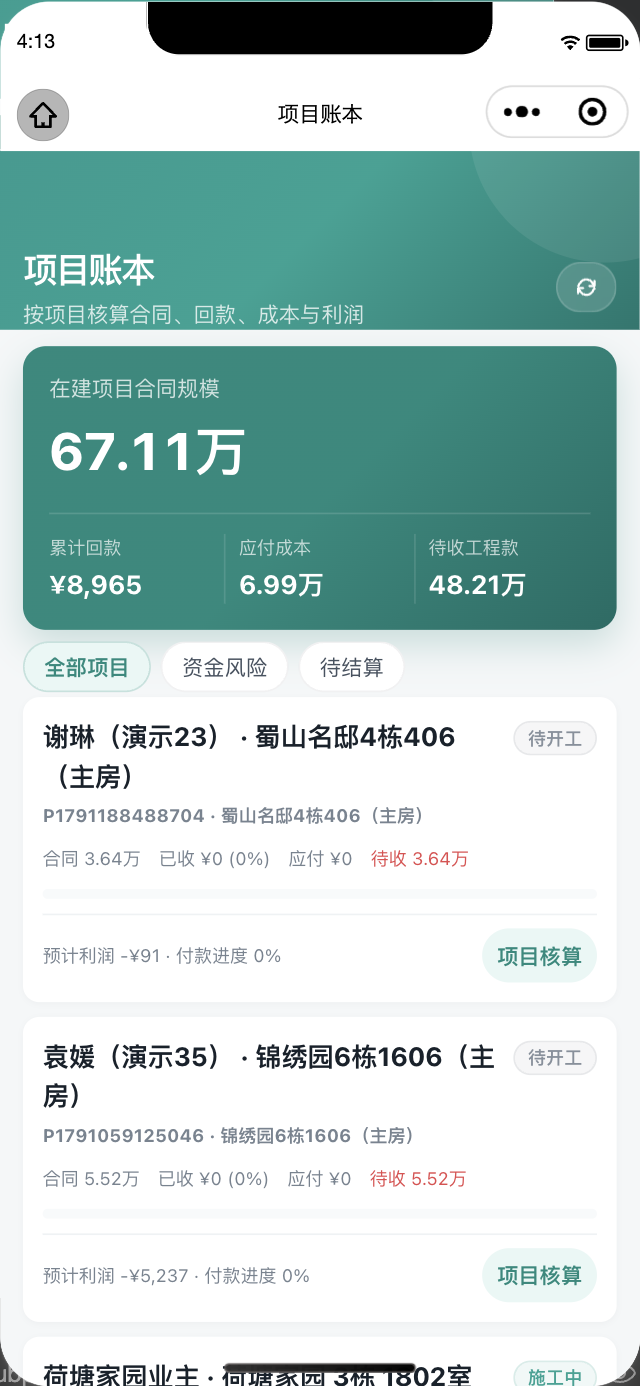 4:13
项目账本
项目账本
按项目核算合同、回款、成本与利润
在建项目合同规模
67.11万
累计回款 应付成本 待收工程款
¥8,965 6.99万 48.21万
全部项目 资金风险 待结算
谢琳（演示23） · 蜀山名邸4栋406 待开工
（主房）
P1791188488704 · 蜀山名邸4栋406（主房）
合同 3.64万 已收 ¥0 (0%) 应付 ¥0 待收 3.64万
预计利润 -¥91 · 付款进度 0% 项目核算
袁媛（演示35） · 锦绣园6栋1606（主 待开工
房）
P1791059125046 · 锦绣园6栋1606（主房）
合同 5.52万 已收 ¥0 (0%) 应付 ¥0 待收 5.52万
预计利润 -¥5,237 · 付款进度 0% 项目核算
荷塘家园业主 · 荷塘家园 3栋 1802室 施工中